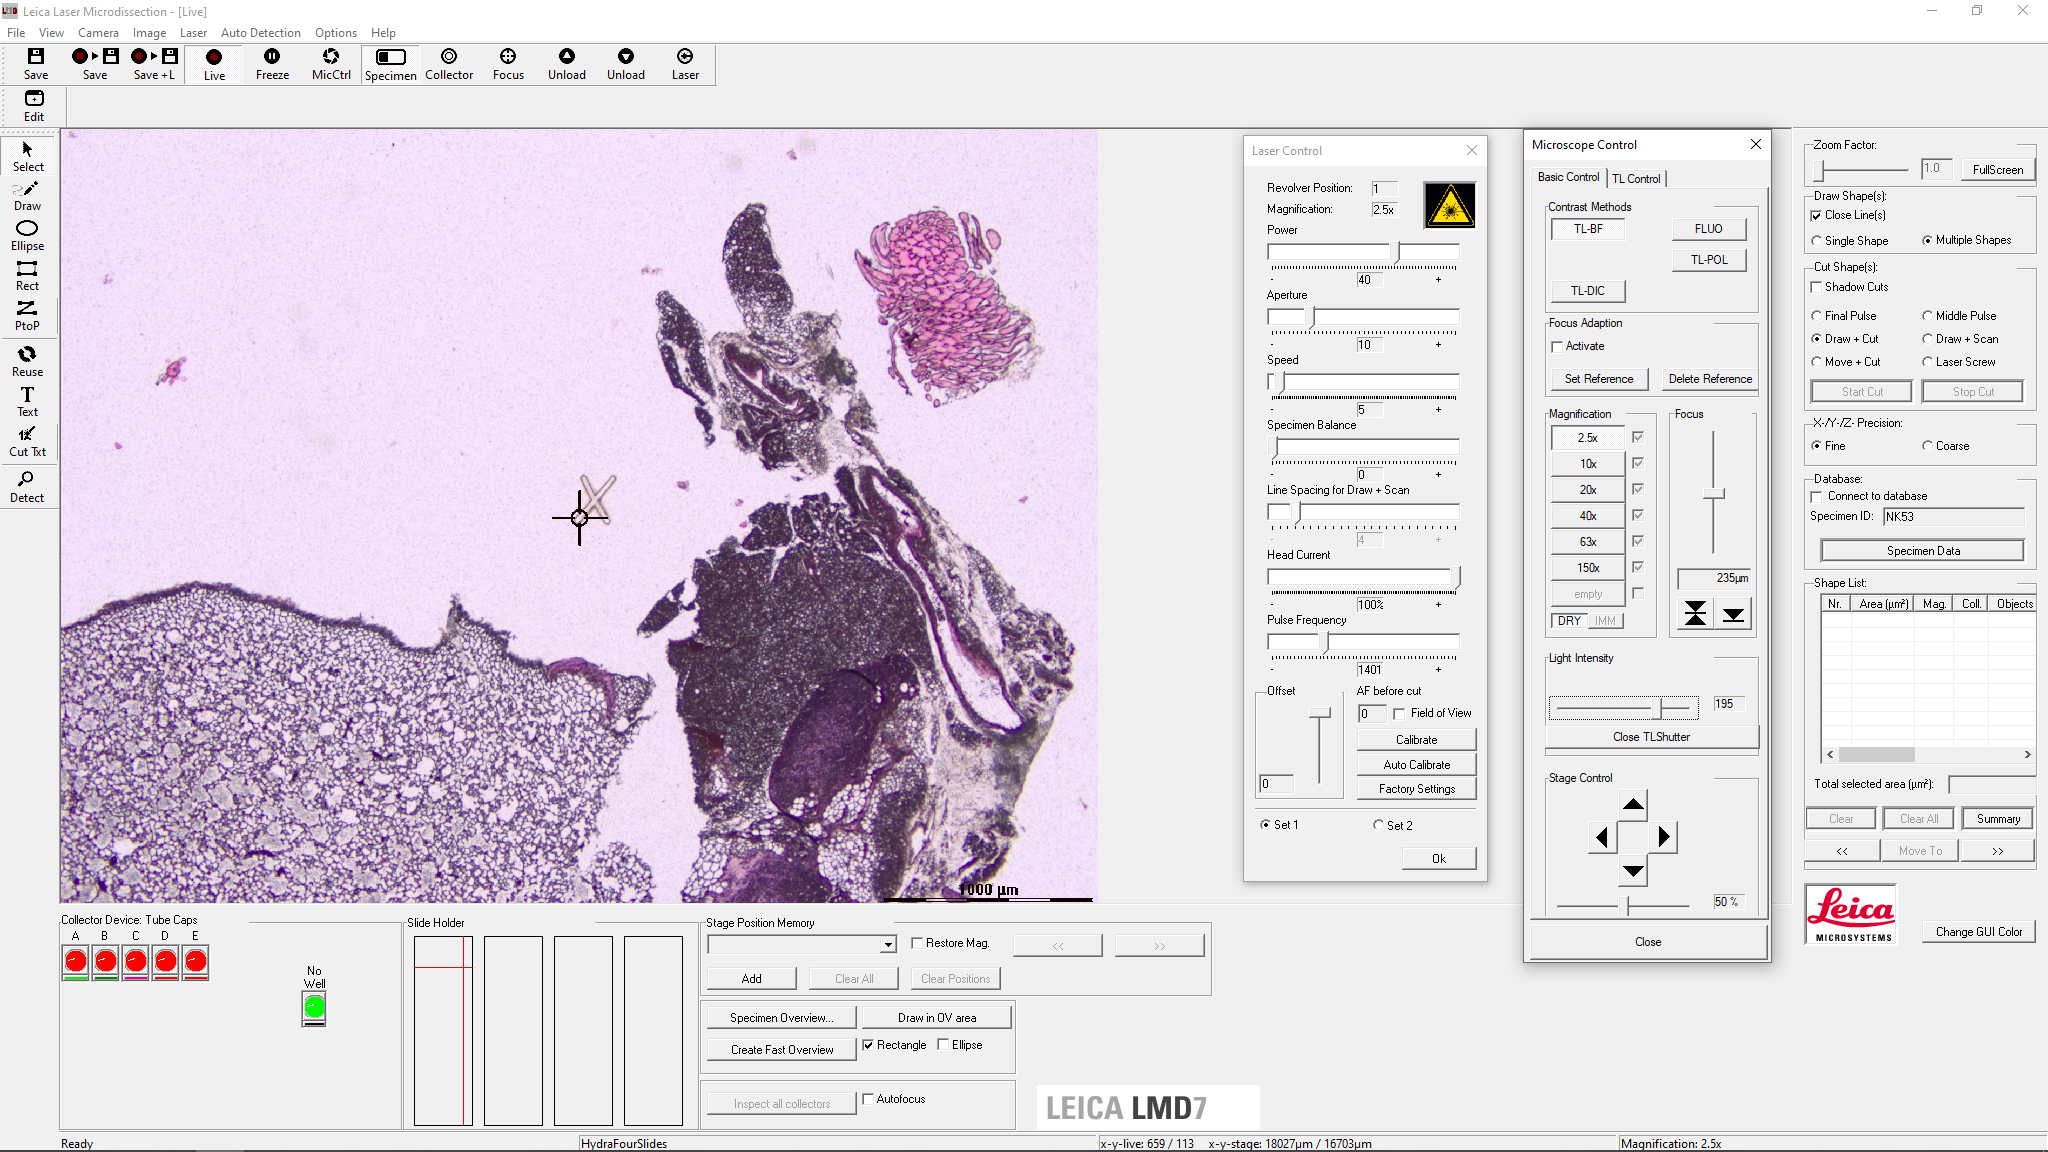 LMD Leica Laser Microdissection - [Live]
File View Camera Image Laser Auto Detection Options Help
Save Save Save +L Live Freeze MicCtrl Specimen Collector Focus Unload Unload Laser
Edit
Select
Draw
Ellipse
Rect
PtoP
Reuse
Text
Cut Txt
Detect
1000 µm
Laser Control
Revolver Position: 1
Magnification: 2.5x
Power
- 40 +
Aperture
- 10 +
Speed
- 5 +
Specimen Balance
- 0 +
Line Spacing for Draw + Scan
- 4 +
Head Current
- 100% +
Pulse Frequency
- 1401 +
Offset
0
AF before cut
0 Field of View
Calibrate
Auto Calibrate
Factory Settings
Set 1 Set 2
Ok
Microscope Control
Basic Control TL Control
Contrast Methods
TL-BF FLUO
TL-POL
TL-DIC
Focus Adaption
Activate
Set Reference Delete Reference
Magnification
2.5x
10x
20x
40x
63x
150x
empty
DRY IMM
Focus
235µm
Light Intensity
195
Close TLShutter
Stage Control
50 %
Close
Zoom Factor:
1.0 FullScreen
Draw Shape(s):
Close Line(s)
Single Shape Multiple Shapes
Cut Shape(s):
Shadow Cuts
Final Pulse Middle Pulse
Draw + Cut Draw + Scan
Move + Cut Laser Screw
Start Cut Stop Cut
X-/Y-/Z- Precision:
Fine Coarse
Database:
Connect to database
Specimen ID: NK53
Specimen Data
Shape List:
Nr. Area (µm²) Mag. Coll. Objects
Total selected area (µm²):
Clear Clear All Summary
<< Move To >>
Leica
MICROSYSTEMS
Change GUI Color
Collector Device: Tube Caps
A B C D E
No
Well
Slide Holder
Stage Position Memory
Restore Mag. << >>
Add Clear All Clear Positions
Specimen Overview... Draw in OV area
Create Fast Overview Rectangle Ellipse
Inspect all collectors Autofocus
LEICA LMD7
Ready HydraFourSlides x-y-live: 659 / 113 x-y-stage: 18027µm / 16703µm Magnification: 2.5x